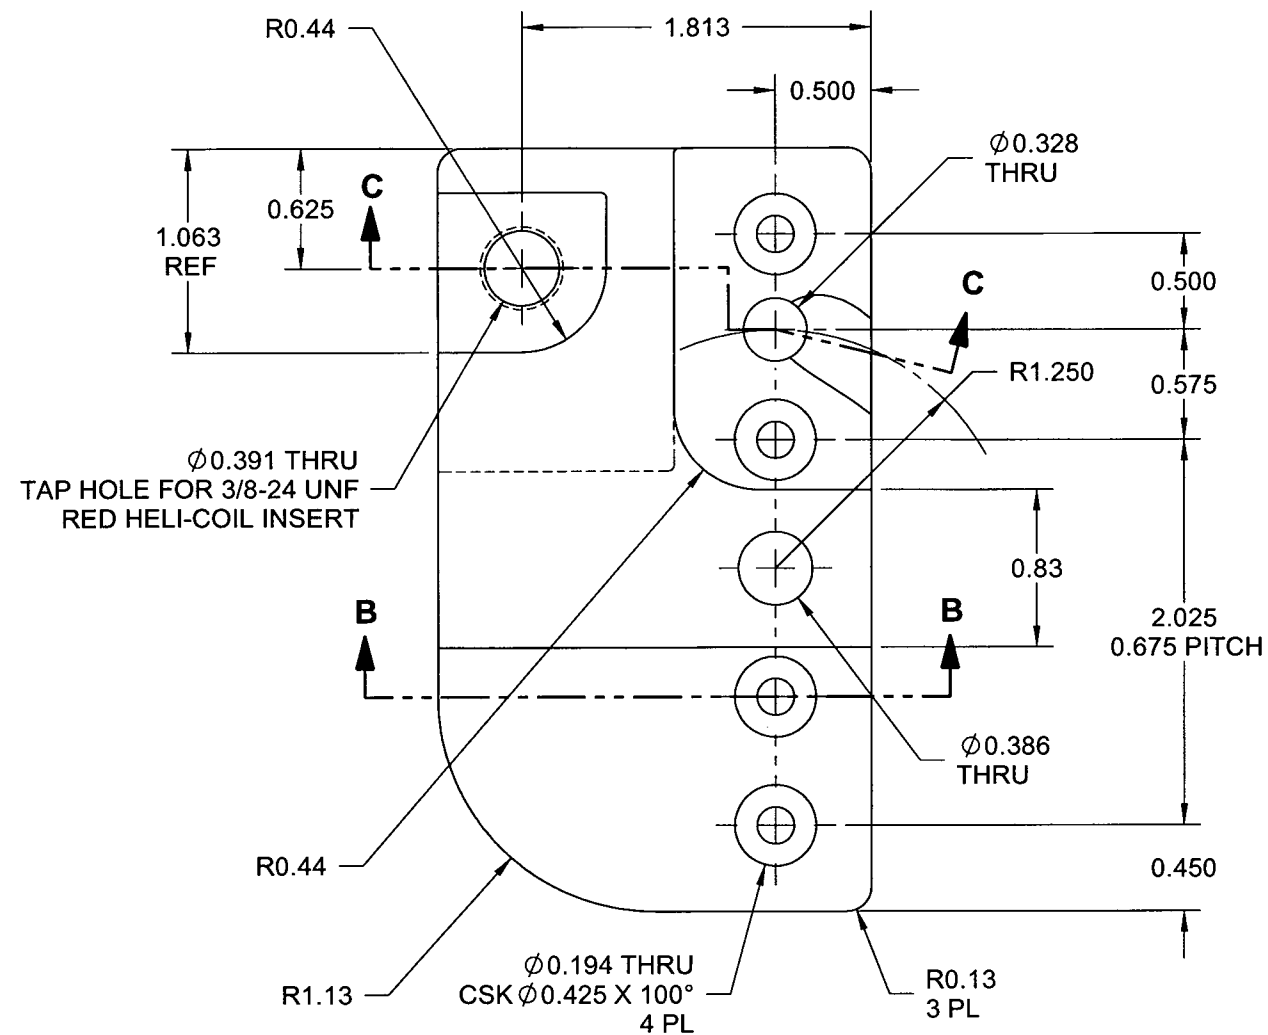 R0.44
1.813
0.500
Ø0.328
THRU
C
0.625
1.063
REF
0.500
C
R1.250
0.575
Ø0.391 THRU
TAP HOLE FOR 3/8-24 UNF
RED HELI-COIL INSERT
0.83
B
B
2.025
0.675 PITCH
Ø0.386
THRU
R0.44
0.450
Ø0.194 THRU
CSK Ø0.425 X 100°
4 PL
R1.13
R0.13
3 PL